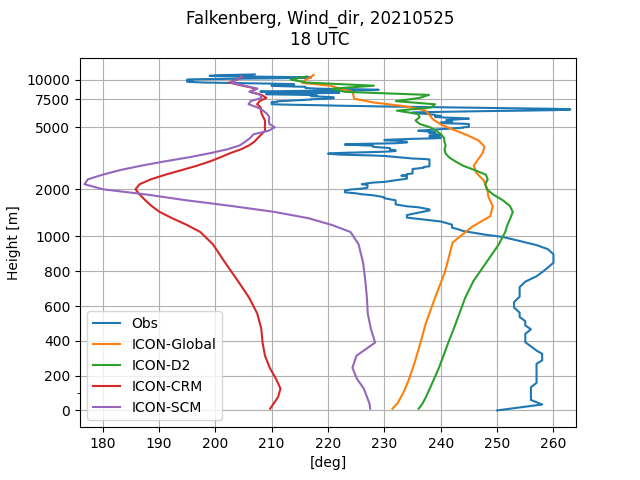 Falkenberg, Wind_dir, 20210525
18 UTC
10000
7500
5000
2000
1000
800
600
400
200
0
Height [m]
Obs
ICON-Global
ICON-D2
ICON-CRM
ICON-SCM
180 190 200 210 220 230 240 250 260
[deg]